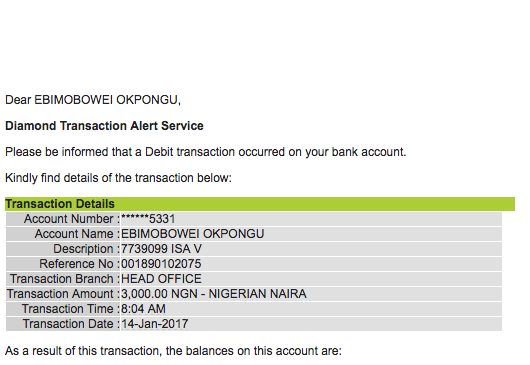 Dear EBIMOBOWEI OKPONGU,
Diamond Transaction Alert Service
Please be informed that a Debit transaction occurred on your bank account.
Kindly find details of the transaction below:
Transaction Details
Account Number :******5331
Account Name :EBIMOBOWEI OKPONGU
Description :7739099 ISA V
Reference No :001890102075
Transaction Branch :HEAD OFFICE
Transaction Amount :3,000.00 NGN - NIGERIAN NAIRA
Transaction Time :8:04 AM
Transaction Date :14-Jan-2017
As a result of this transaction, the balances on this account are: